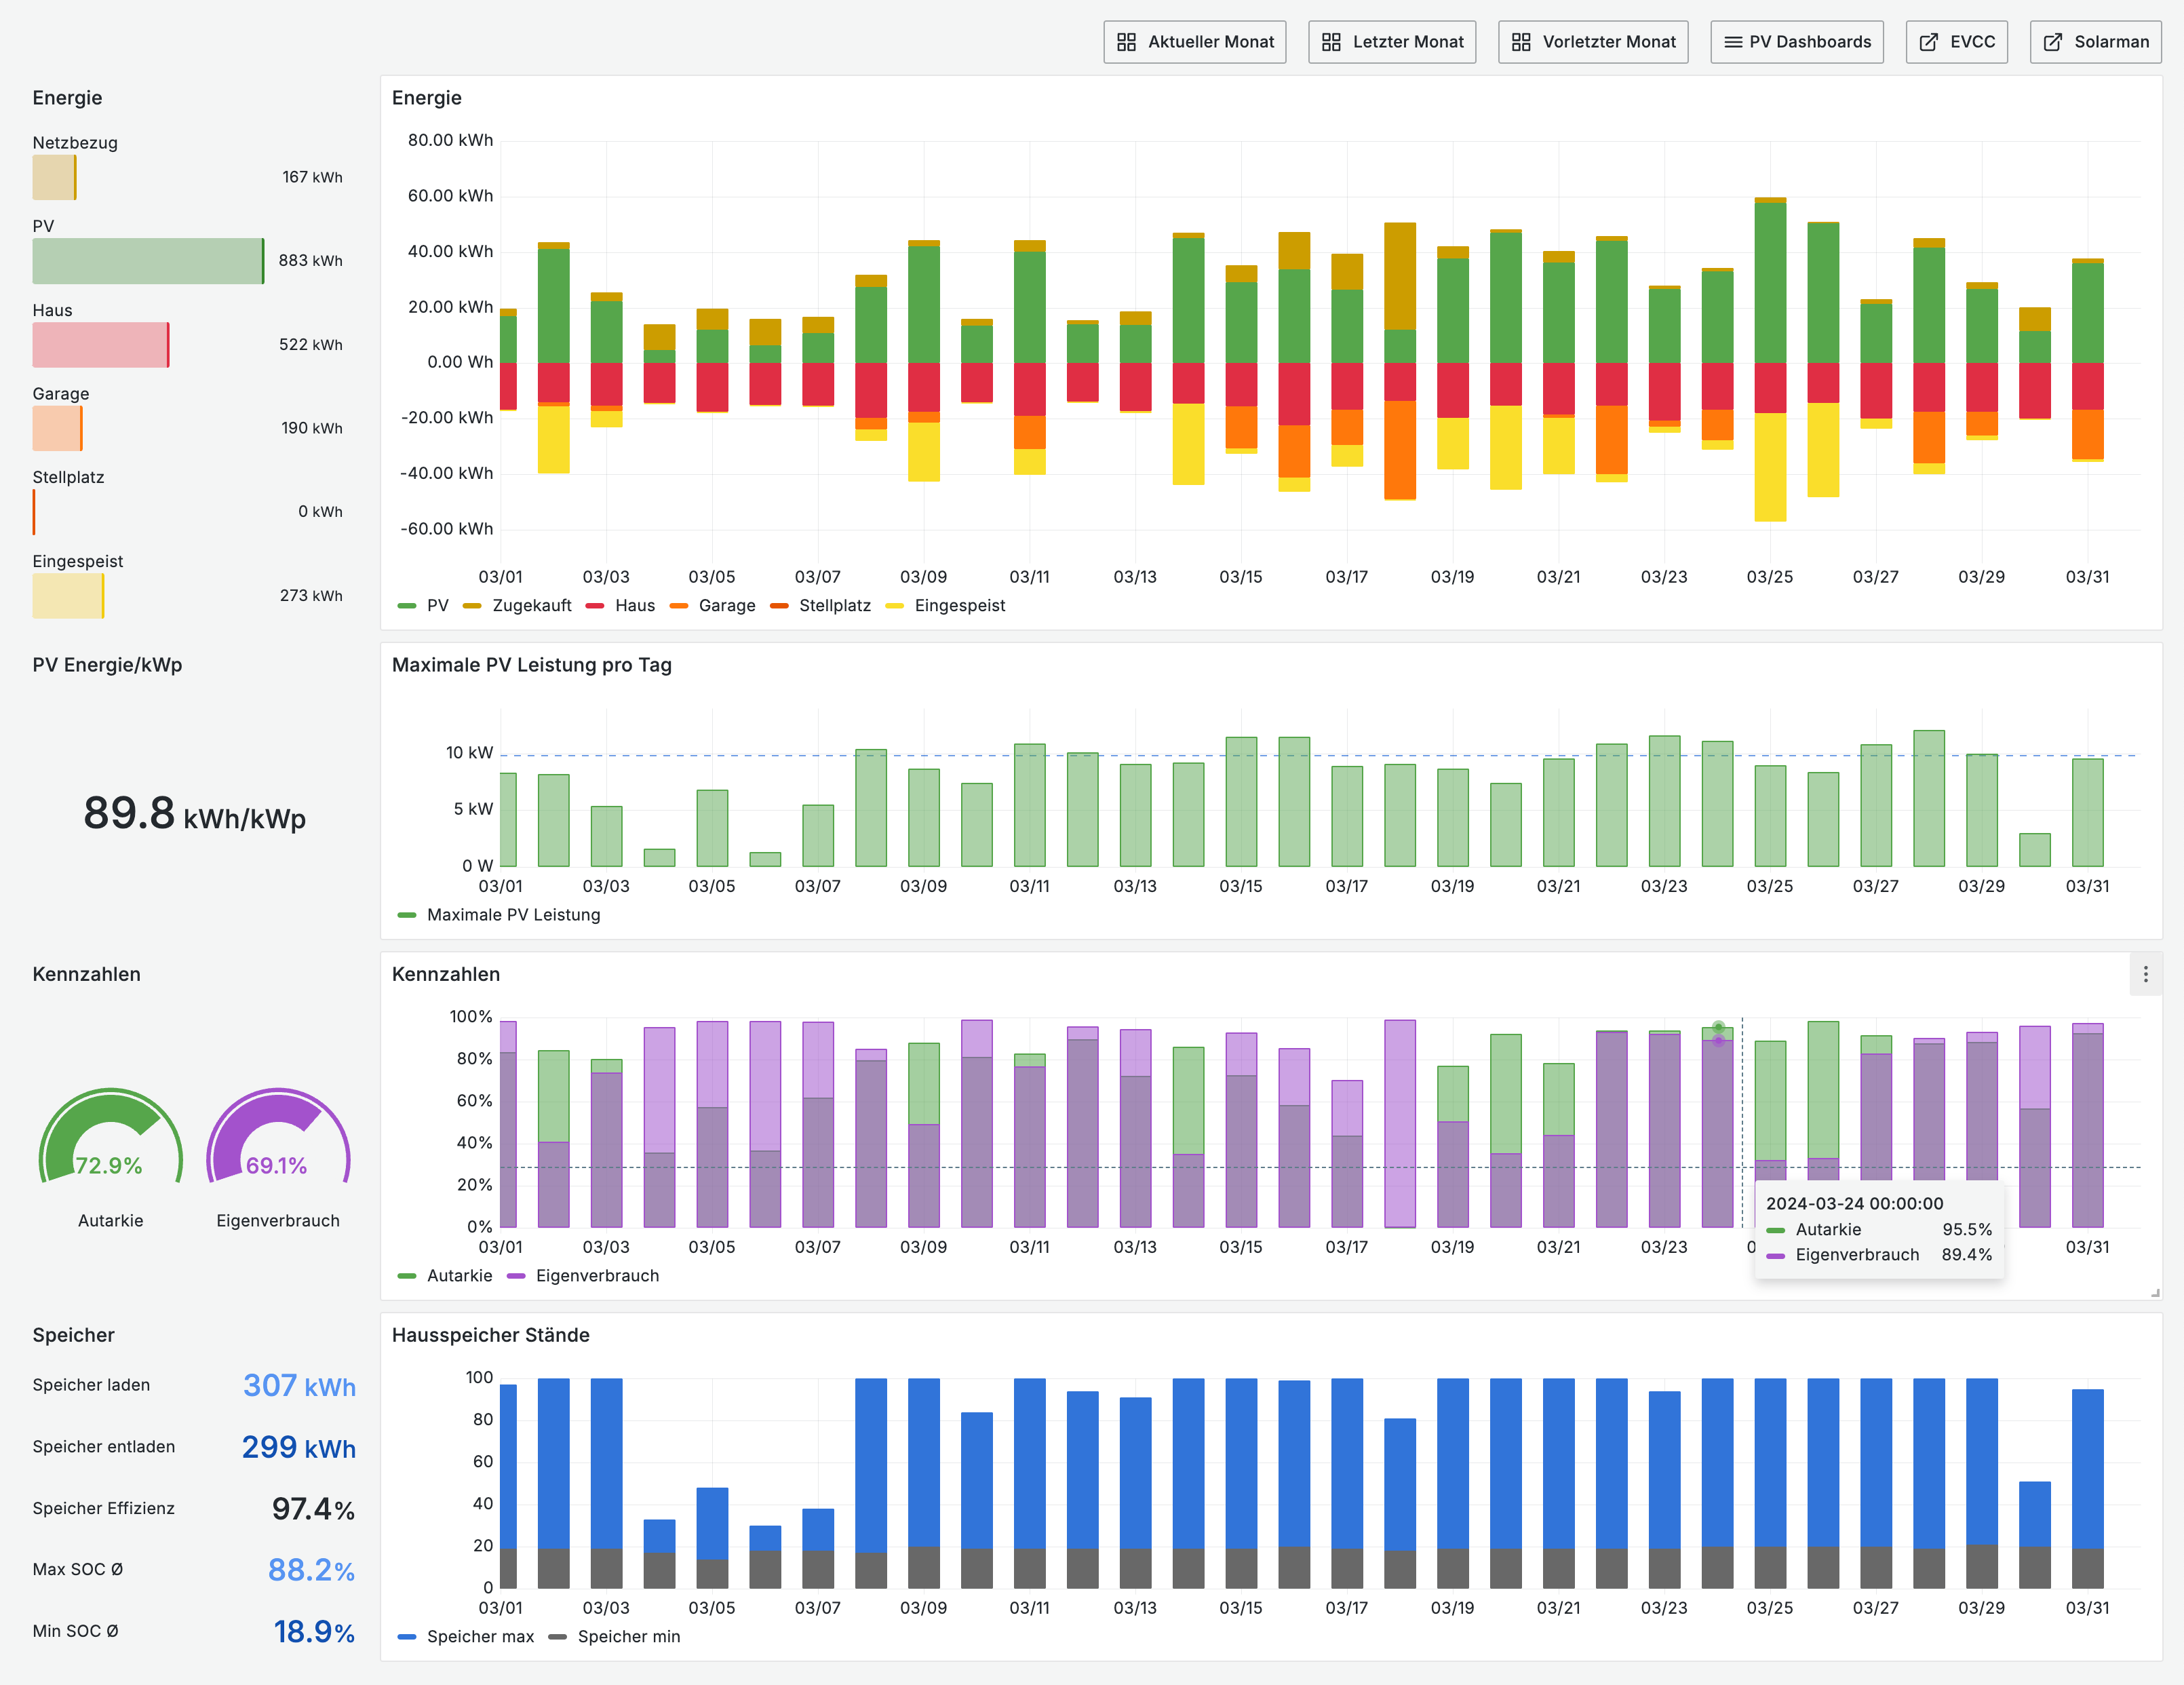 Aktueller Monat Letzter Monat Vorletzter Monat PV Dashboards EVCC Solarman
Energie
Netzbezug
167 kWh
PV
883 kWh
Haus
522 kWh
Garage
190 kWh
Stellplatz
0 kWh
Eingespeist
273 kWh
Energie
80.00 kWh
60.00 kWh
40.00 kWh
20.00 kWh
0.00 Wh
-20.00 kWh
-40.00 kWh
-60.00 kWh
03/01 03/03 03/05 03/07 03/09 03/11 03/13 03/15 03/17 03/19 03/21 03/23 03/25 03/27 03/29 03/31
PV Zugekauft Haus Garage Stellplatz Eingespeist
PV Energie/kWp
89.8 kWh/kWp
Maximale PV Leistung pro Tag
10 kW
5 kW
0 W
03/01 03/03 03/05 03/07 03/09 03/11 03/13 03/15 03/17 03/19 03/21 03/23 03/25 03/27 03/29 03/31
Maximale PV Leistung
Kennzahlen
72.9% 69.1%
Autarkie Eigenverbrauch
Kennzahlen
100%
80%
60%
40%
20%
0%
03/01 03/03 03/05 03/07 03/09 03/11 03/13 03/15 03/17 03/19 03/21 03/23 03/31
2024-03-24 00:00:00
Autarkie 95.5%
Eigenverbrauch 89.4%
Autarkie Eigenverbrauch
Speicher
Speicher laden 307 kWh
Speicher entladen 299 kWh
Speicher Effizienz 97.4%
Max SOC Ø 88.2%
Min SOC Ø 18.9%
Hausspeicher Stände
100
80
60
40
20
0
03/01 03/03 03/05 03/07 03/09 03/11 03/13 03/15 03/17 03/19 03/21 03/23 03/25 03/27 03/29 03/31
Speicher max Speicher min